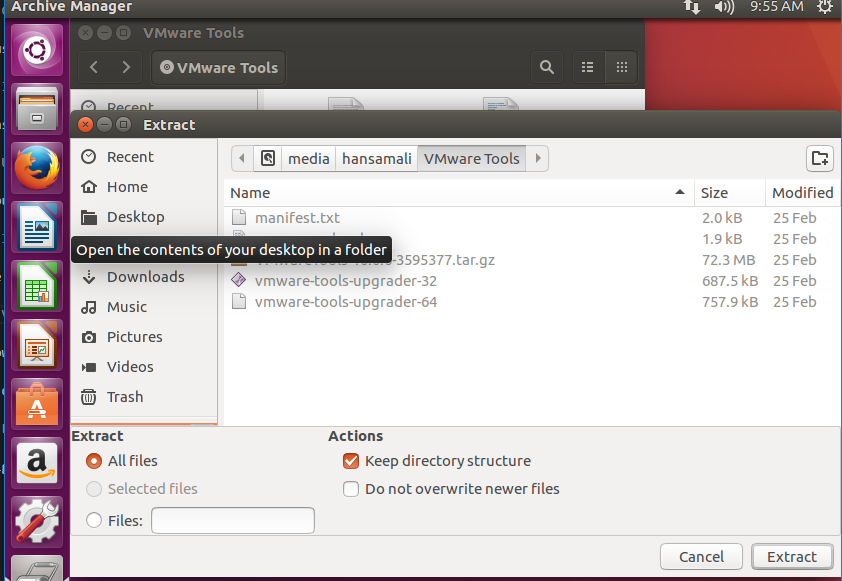 Archive Manager
9:55 AM
VMware Tools
VMware Tools
Recent
Extract
Recent
Home
Desktop
Open the contents of your desktop in a folder
Downloads
Music
Pictures
Videos
Trash
media hansamali VMware Tools
Name Size Modified
manifest.txt 2.0 kB 25 Feb
1.9 kB 25 Feb
3595377.tar.gz 72.3 MB 25 Feb
vmware-tools-upgrader-32 687.5 kB 25 Feb
vmware-tools-upgrader-64 757.9 kB 25 Feb
Extract
All files
Selected files
Files:
Actions
Keep directory structure
Do not overwrite newer files
Cancel Extract